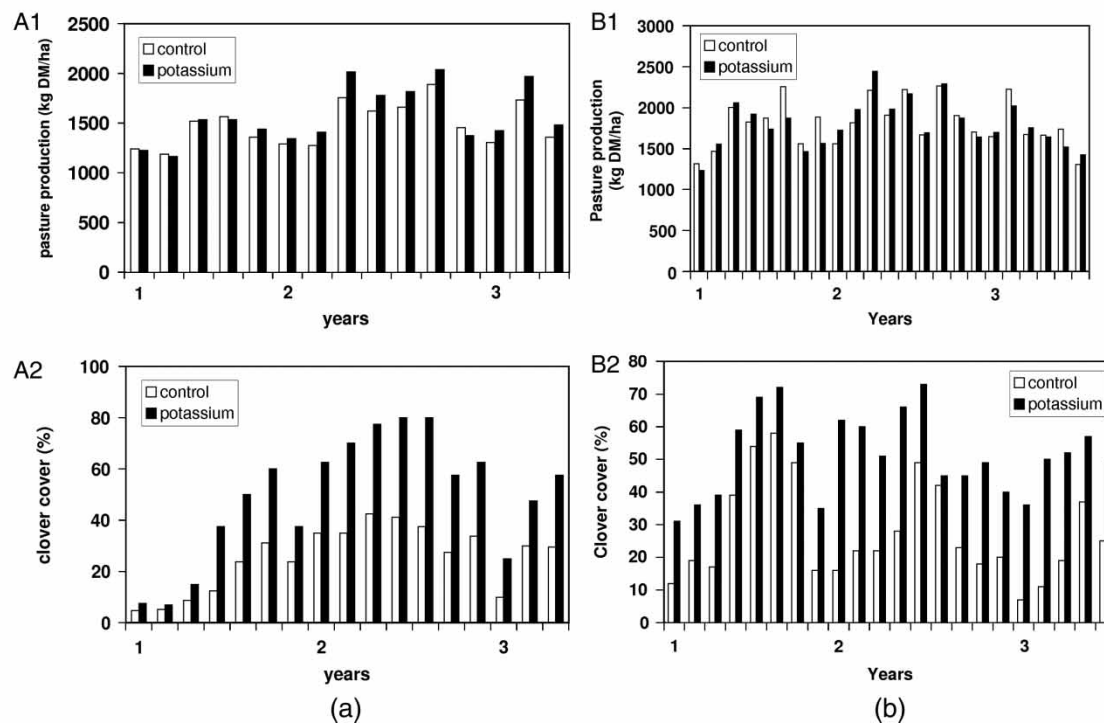 A1
pasture production (kg DM/ha)
2500
2000
1500
1000
500
0
control
potassium
1 2 3
years
B1
Pasture production
(kg DM/ha)
3000
2500
2000
1500
1000
500
0
control
potassium
1 2 3
Years
A2
clover cover (%)
100
80
60
40
20
0
control
potassium
1 2 3
years
(a)
B2
Clover cover (%)
80
70
60
50
40
30
20
10
0
control
potassium
1 2 3
Years
(b)